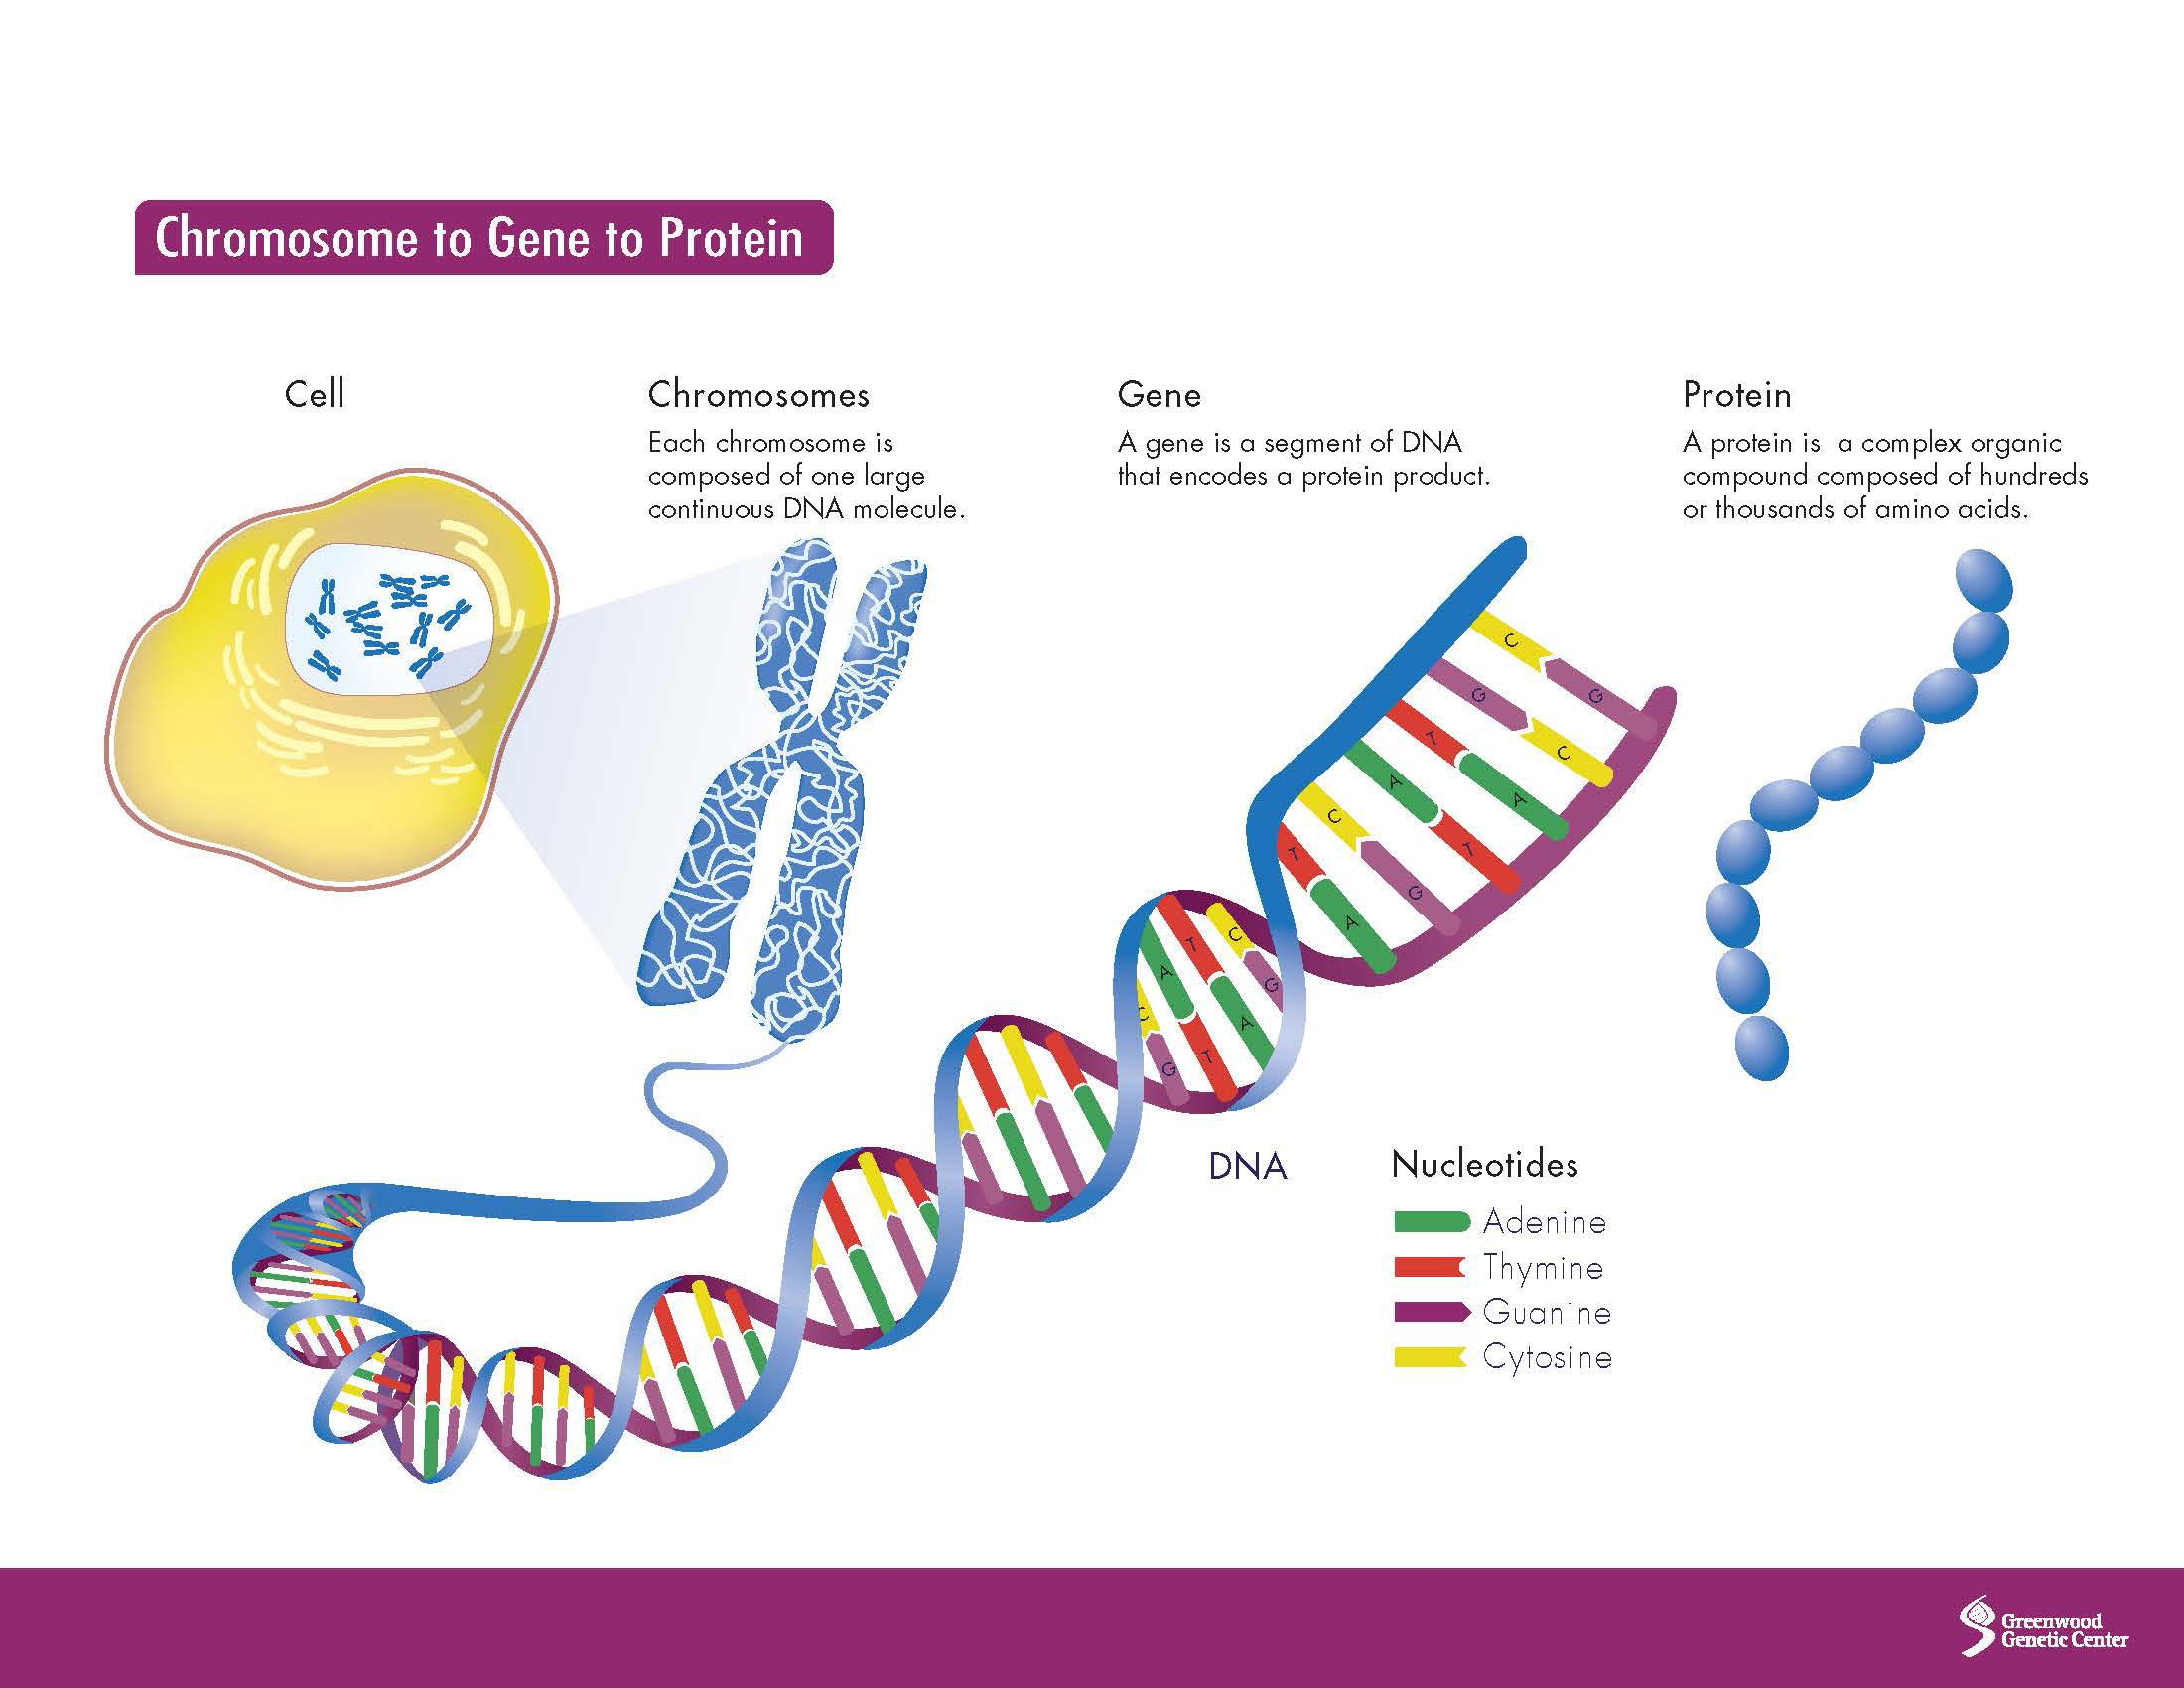 Chromosome to Gene to Protein
Cell
Chromosomes
Each chromosome is
composed of one large
continuous DNA molecule.
Gene
A gene is a segment of DNA
that encodes a protein product.
Protein
A protein is a complex organic
compound composed of hundreds
or thousands of amino acids.
C G
G C
T A
A T
C G
T A
C G
T A
A T
C G
DNA
Nucleotides
Adenine
Thymine
Guanine
Cytosine
Greenwood
Genetic Center